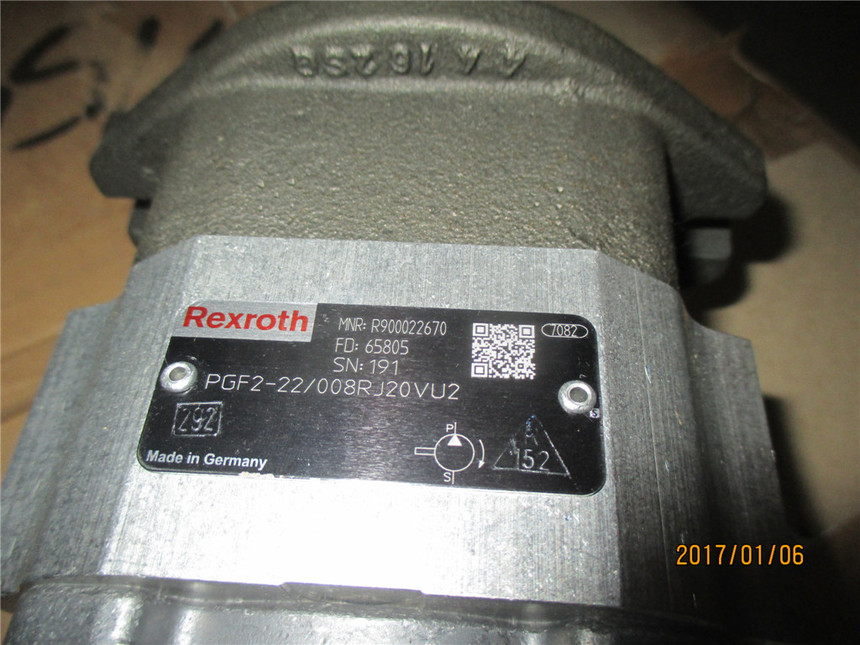 Rexroth
MNR: R900022670
7082
FD: 65805
SN: 191
PGF2-22/008RJ20VU2
292
P
S
152
Made in Germany
2017/01/06